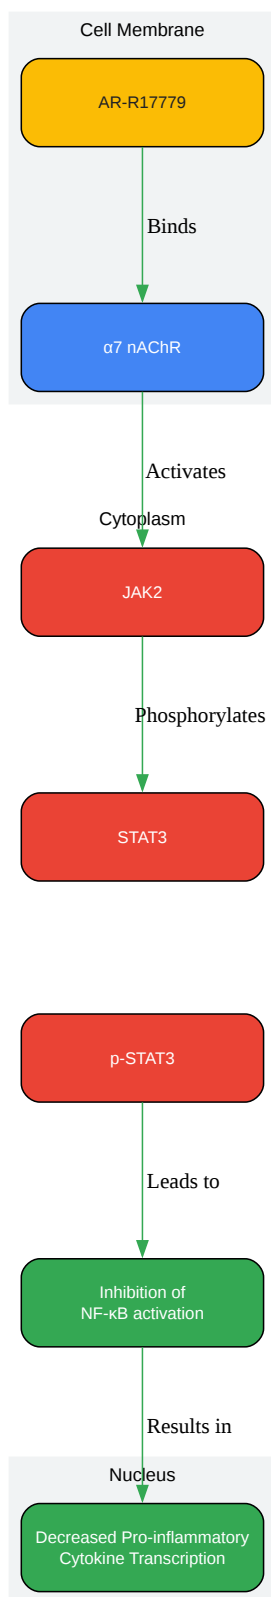 Cell Membrane
AR-R17779
Binds
α7 nAChR
Activates
Cytoplasm
JAK2
Phosphorylates
STAT3
p-STAT3
Leads to
Inhibition of
NF-κB activation
Results in
Nucleus
Decreased Pro-inflammatory
Cytokine Transcription